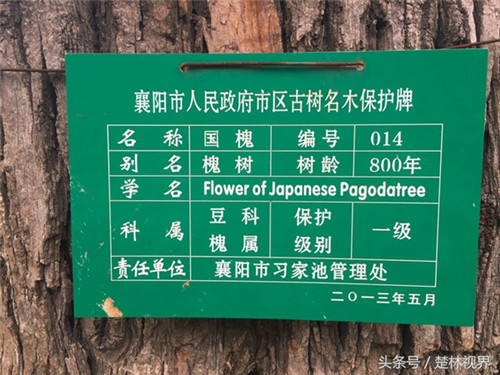 襄阳市人民政府市区古树名木保护牌
名 称 国 槐 编 号 014
别 名 槐 树 树 龄 800年
学 名 Flower of Japanese Pagodatree
科 属 豆 科 槐 属 保护 级别 一 级
责任单位 襄阳市习家池管理处
二〇一三年五月
头条号／楚林视界